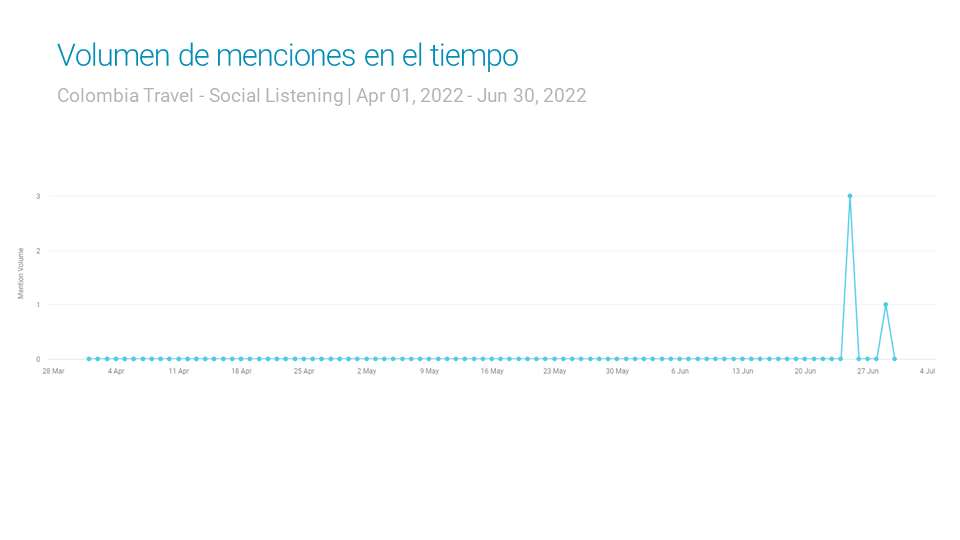 Volumen de menciones en el tiempo
Colombia Travel - Social Listening | Apr 01, 2022 - Jun 30, 2022
3
2
1
0
Mention Volume
28 Mar 4 Apr 11 Apr 18 Apr 25 Apr 2 May 9 May 16 May 23 May 30 May 6 Jun 13 Jun 20 Jun 27 Jun 4 Jul